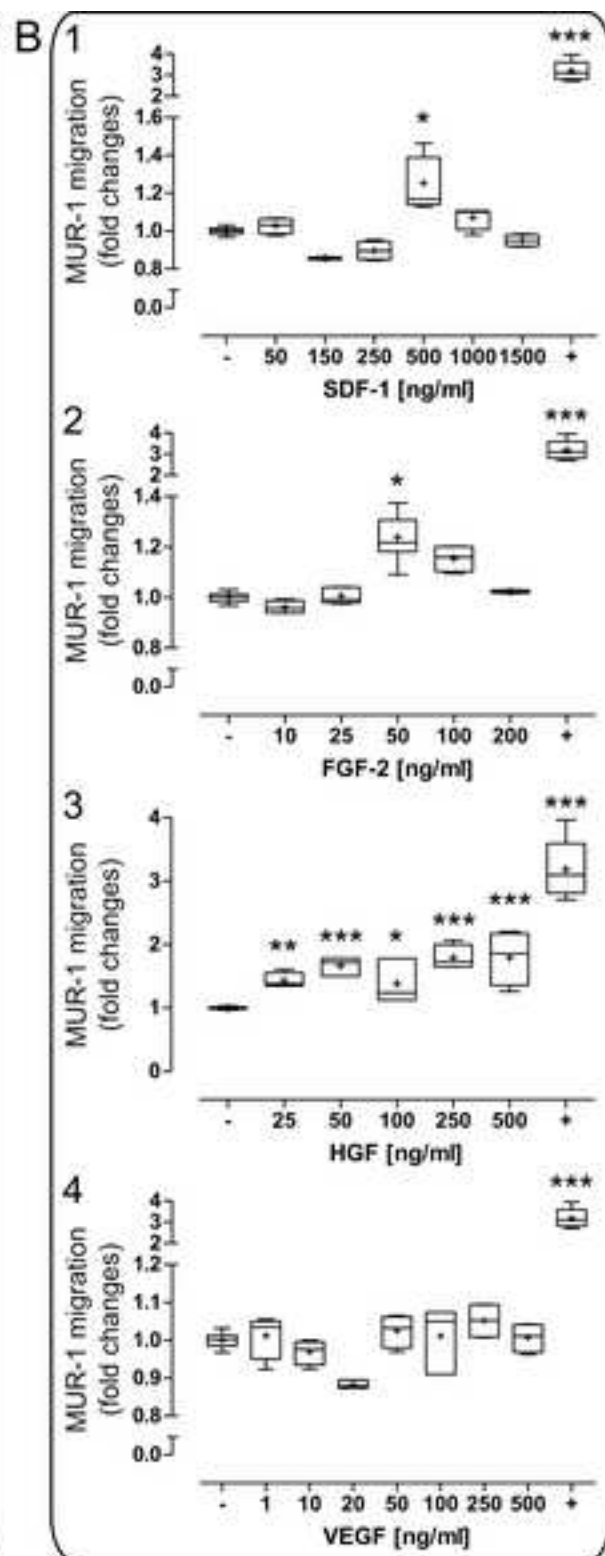 B
1
***
4
3
2
1.6
1.4
1.2
1.0
0.8
0.0
*
MUR-1 migration
(fold changes)
- 50 150 250 500 1000 1500 +
SDF-1 [ng/ml]
2
***
4
3
2
1.4
1.2
1.0
0.8
0.0
*
MUR-1 migration
(fold changes)
- 10 25 50 100 200 +
FGF-2 [ng/ml]
3
***
4
3
2
1
0
** *** * *** ***
MUR-1 migration
(fold changes)
- 25 50 100 250 500 +
HGF [ng/ml]
4
***
4
3
2
1.2
1.1
1.0
0.9
0.8
0.0
MUR-1 migration
(fold changes)
- 1 10 20 50 100 250 500 +
VEGF [ng/ml]